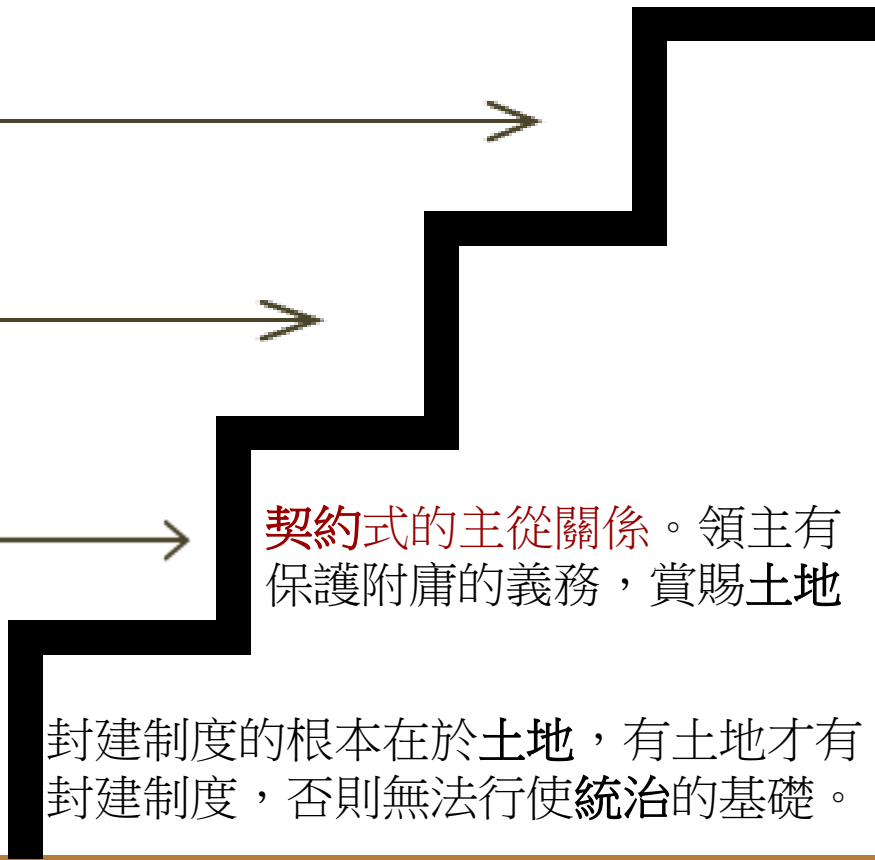 契約式的主從關係。領主有
保護附庸的義務，賞賜土地
封建制度的根本在於土地，有土地才有
封建制度，否則無法行使統治的基礎。